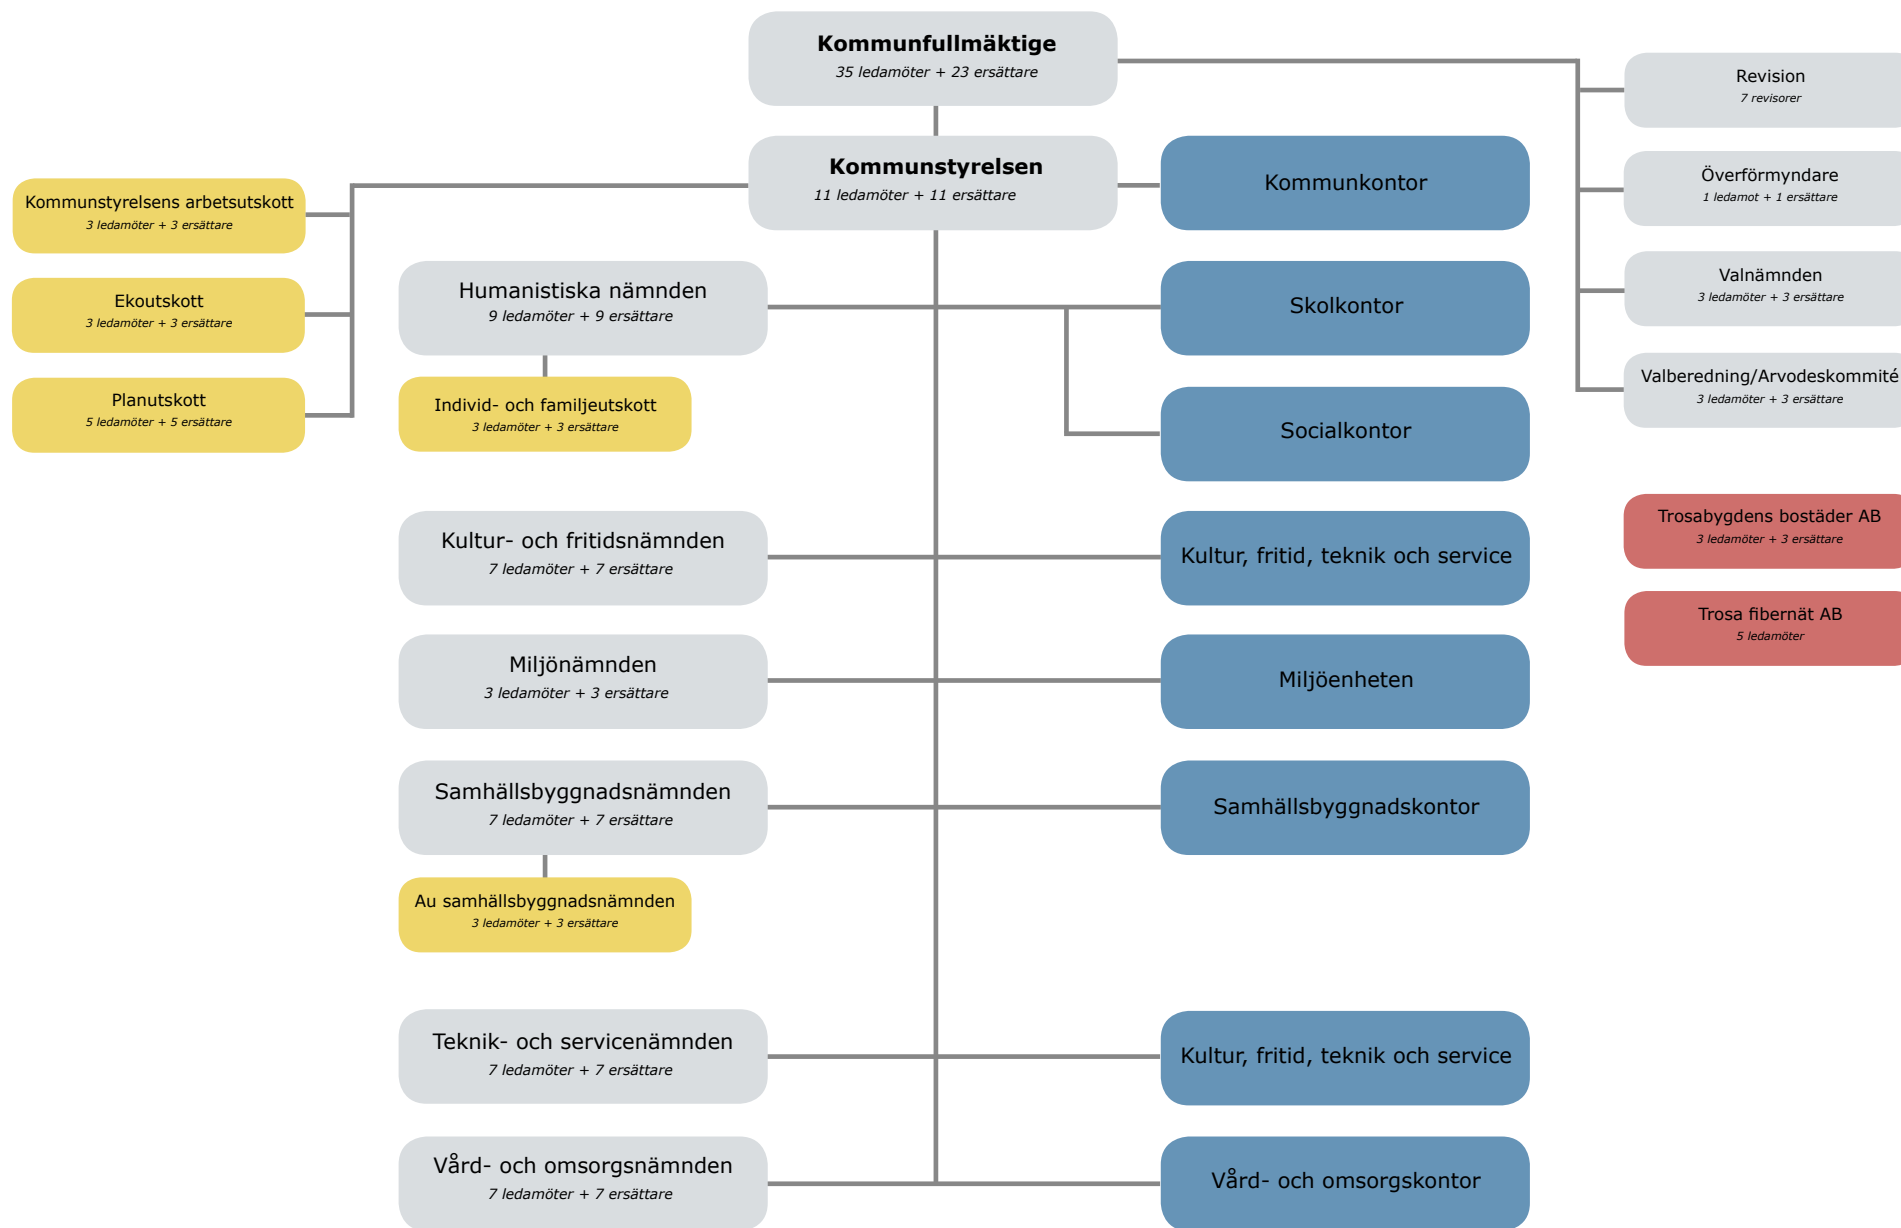 Kommunfullmäktige
35 ledamöter + 23 ersättare
Revision
7 revisorer
Kommunstyrelsen
11 ledamöter + 11 ersättare
Kommunkontor
Överförmyndare
1 ledamot + 1 ersättare
Kommunstyrelsens arbetsutskott
3 ledamöter + 3 ersättare
Valnämnden
3 ledamöter + 3 ersättare
Humanistiska nämnden
9 ledamöter + 9 ersättare
Skolkontor
Ekoutskott
3 ledamöter + 3 ersättare
Valberedning/Arvodeskommité
3 ledamöter + 3 ersättare
Planutskott
5 ledamöter + 5 ersättare
Individ- och familjeutskott
3 ledamöter + 3 ersättare
Socialkontor
Trosabygdens bostäder AB
3 ledamöter + 3 ersättare
Kultur- och fritidsnämnden
7 ledamöter + 7 ersättare
Kultur, fritid, teknik och service
Trosa fibernät AB
5 ledamöter
Miljönämnden
3 ledamöter + 3 ersättare
Miljöenheten
Samhällsbyggnadsnämnden
7 ledamöter + 7 ersättare
Samhällsbyggnadskontor
Au samhällsbyggnadsnämnden
3 ledamöter + 3 ersättare
Teknik- och servicenämnden
7 ledamöter + 7 ersättare
Kultur, fritid, teknik och service
Vård- och omsorgsnämnden
7 ledamöter + 7 ersättare
Vård- och omsorgskontor